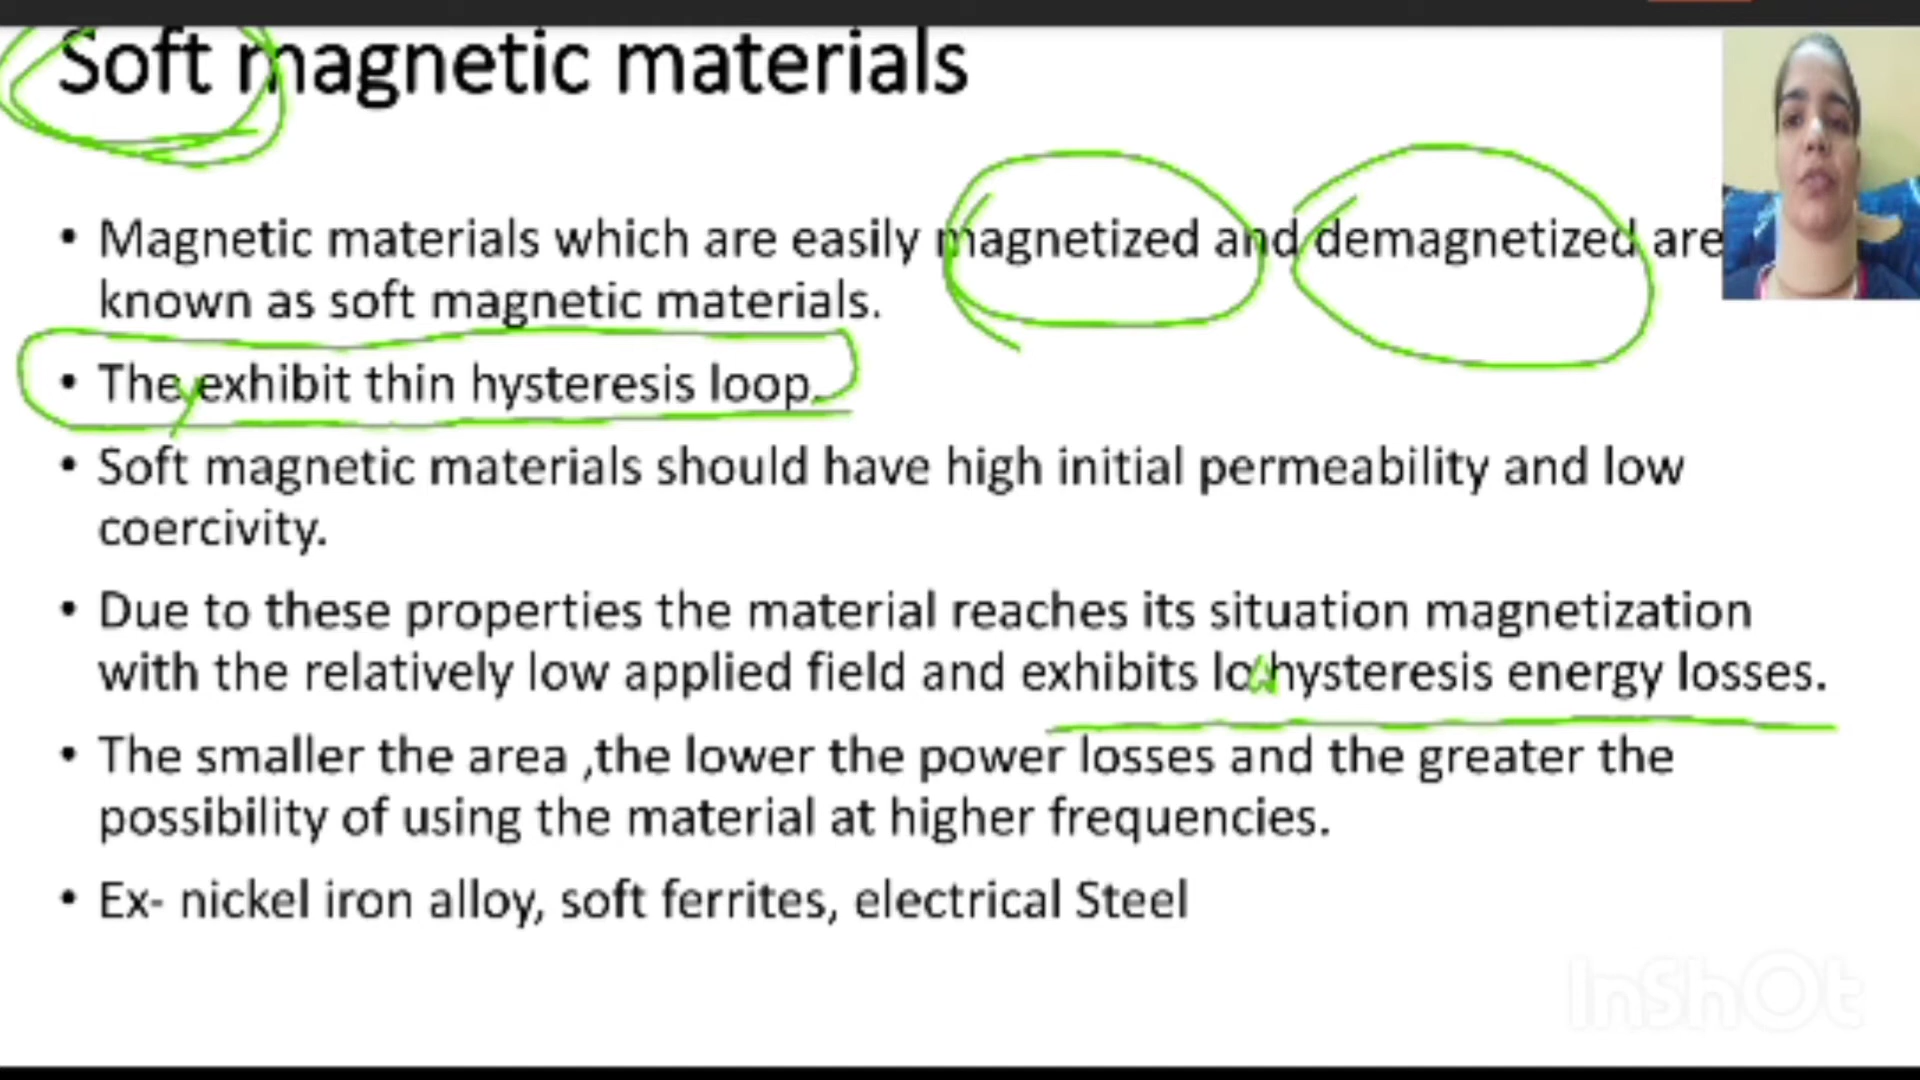 Soft magnetic materials
• Magnetic materials which are easily magnetized and demagnetized are
known as soft magnetic materials.
• They exhibit thin hysteresis loop.
• Soft magnetic materials should have high initial permeability and low
coercivity.
• Due to these properties the material reaches its situation magnetization
with the relatively low applied field and exhibits low hysteresis energy losses.
• The smaller the area ,the lower the power losses and the greater the
possibility of using the material at higher frequencies.
• Ex- nickel iron alloy, soft ferrites, electrical Steel
InShOt